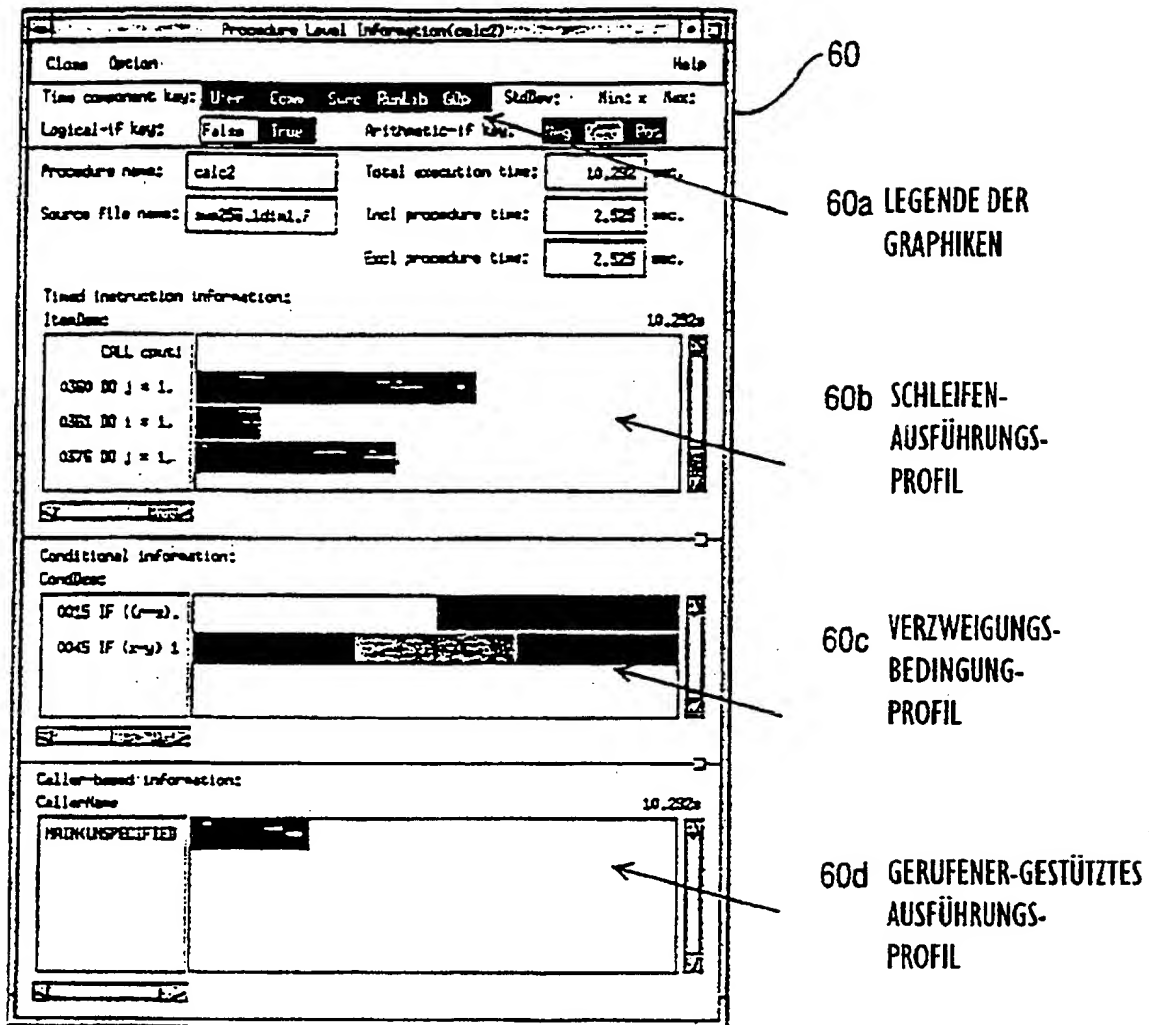 Procedure Level Information(calc2)
Close Option Help
Time component key: User Comm Sync RunLib GOp StdDev: Min: x Max:
Logical-if key: False True Arithmetic-if key: Neg Zero Pos
Procedure name: calc2 Total execution time: 10.292 sec.
Source file name: Incl procedure time: 2.525 sec.
Excl procedure time: 2.525 sec.
Timed instruction information:
ItemDesc 10.292s
CALL cputi
0360 DO j = 1,
0361 DO i = 1,
0376 DO j = 1,
Conditional information:
CondDesc
0015 IF
0045 IF (x-y) 1
Caller-based information:
CallerName 10.292s
MAIN(UNSPECIFIED
60
60a LEGENDE DER
GRAPHIKEN
60b SCHLEIFEN-
AUSFÜHRUNGS-
PROFIL
60c VERZWEIGUNGS-
BEDINGUNG-
PROFIL
60d GERUFENER-GESTÜTZTES
AUSFÜHRUNGS-
PROFIL